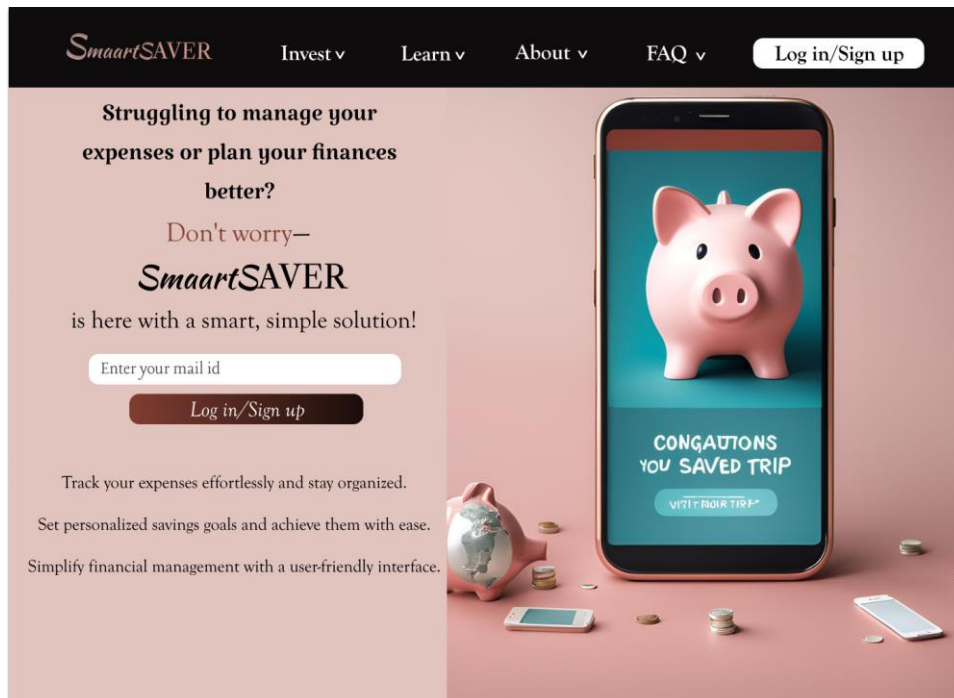 SmaartSAVER
Invest v
Learn v
About v
FAQ v
Log in/Sign up
Struggling to manage your
expenses or plan your finances
better?
Don't worry—
SmaartSAVER
is here with a smart, simple solution!
Enter your mail id
Log in/Sign up
Track your expenses effortlessly and stay organized.
Set personalized savings goals and achieve them with ease.
Simplify financial management with a user-friendly interface.
YOU SAVED TRIP